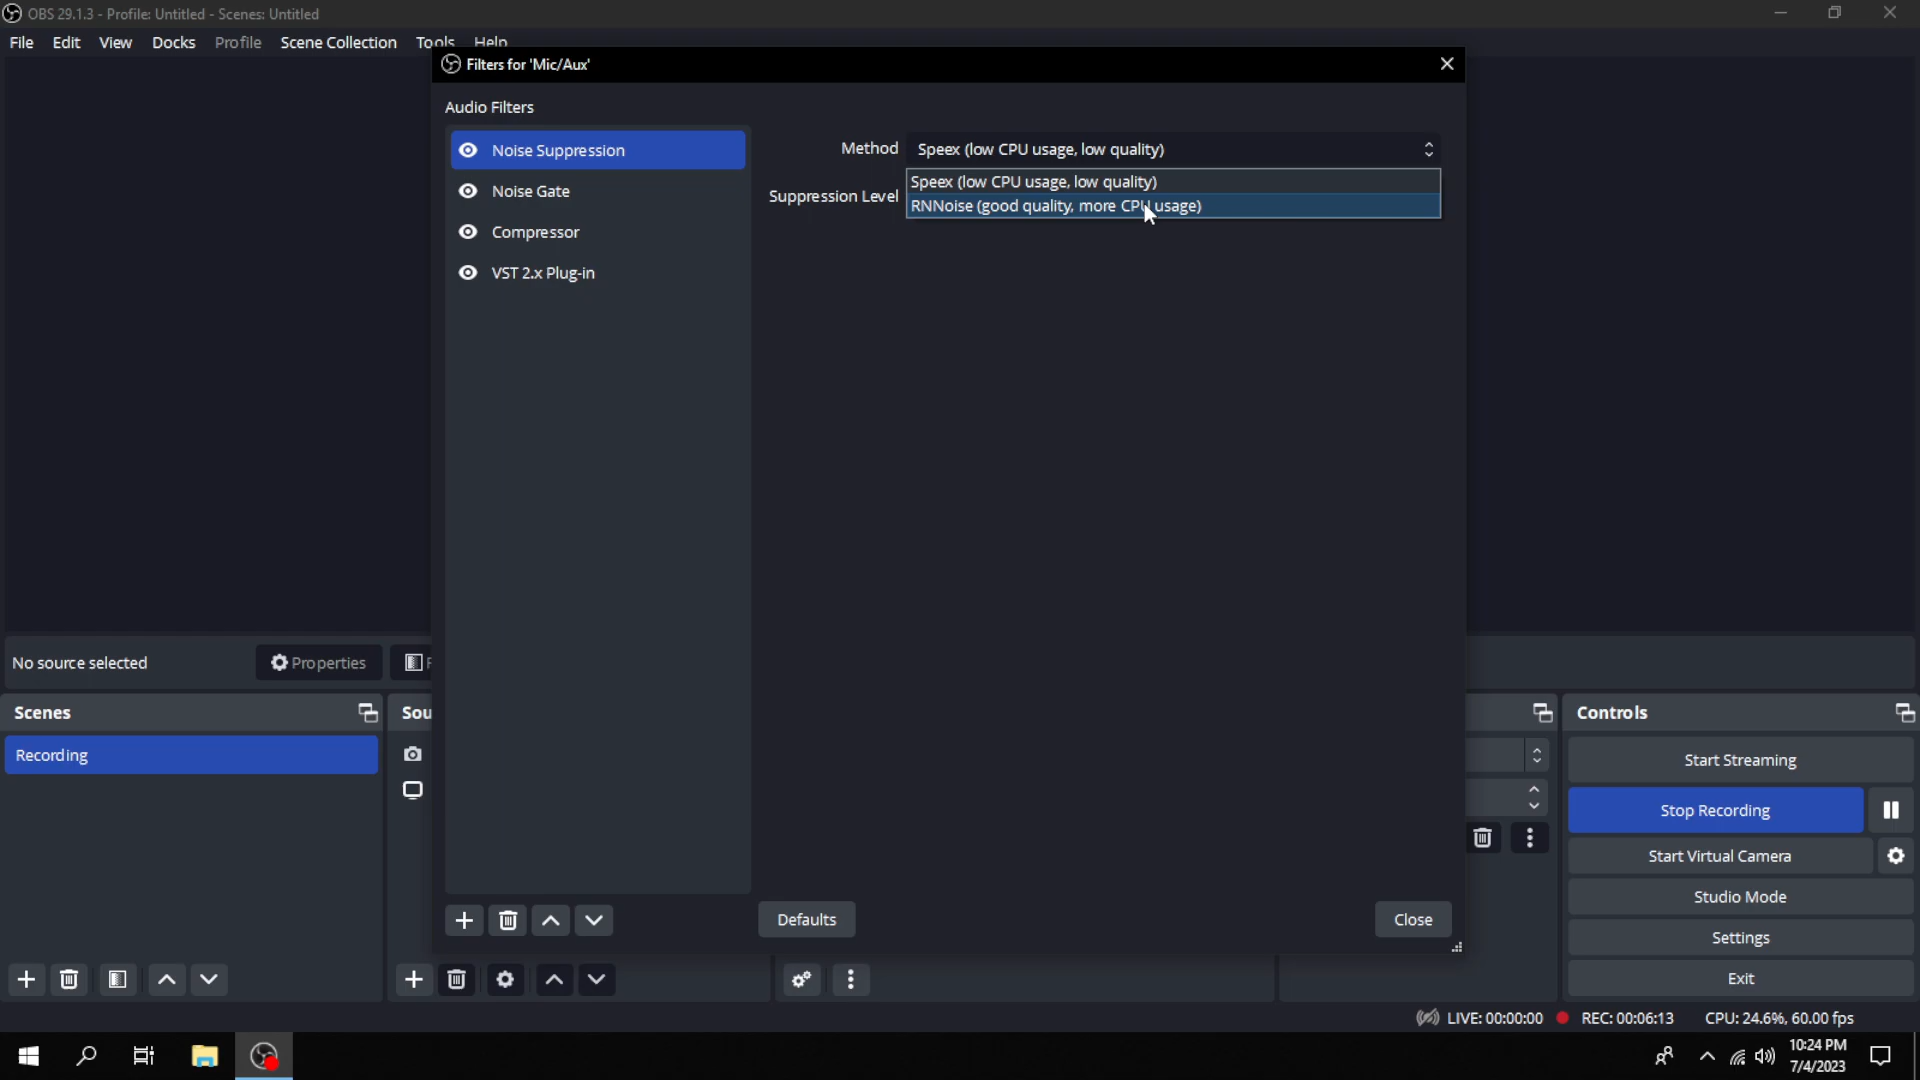 OBS 29.1.3 - Profile: Untitled - Scenes: Untitled
File Edit View Docks Profile Scene Collection Tools Help
Filters for 'Mic/Aux'
Audio Filters
Noise Suppression
Noise Gate
Compressor
VST 2.x Plug-in
Method Speex (low CPU usage, low quality)
Speex (low CPU usage, low quality)
Suppression Level
RNNoise (good quality, more CPU usage)
Defaults
Close
No source selected
Properties
F
Scenes
Recording
Sou
Controls
Start Streaming
Stop Recording
Start Virtual Camera
Studio Mode
Settings
Exit
LIVE: 00:00:00 REC: 00:06:13 CPU: 24.6%, 60.00 fps
10:24 PM
7/4/2023